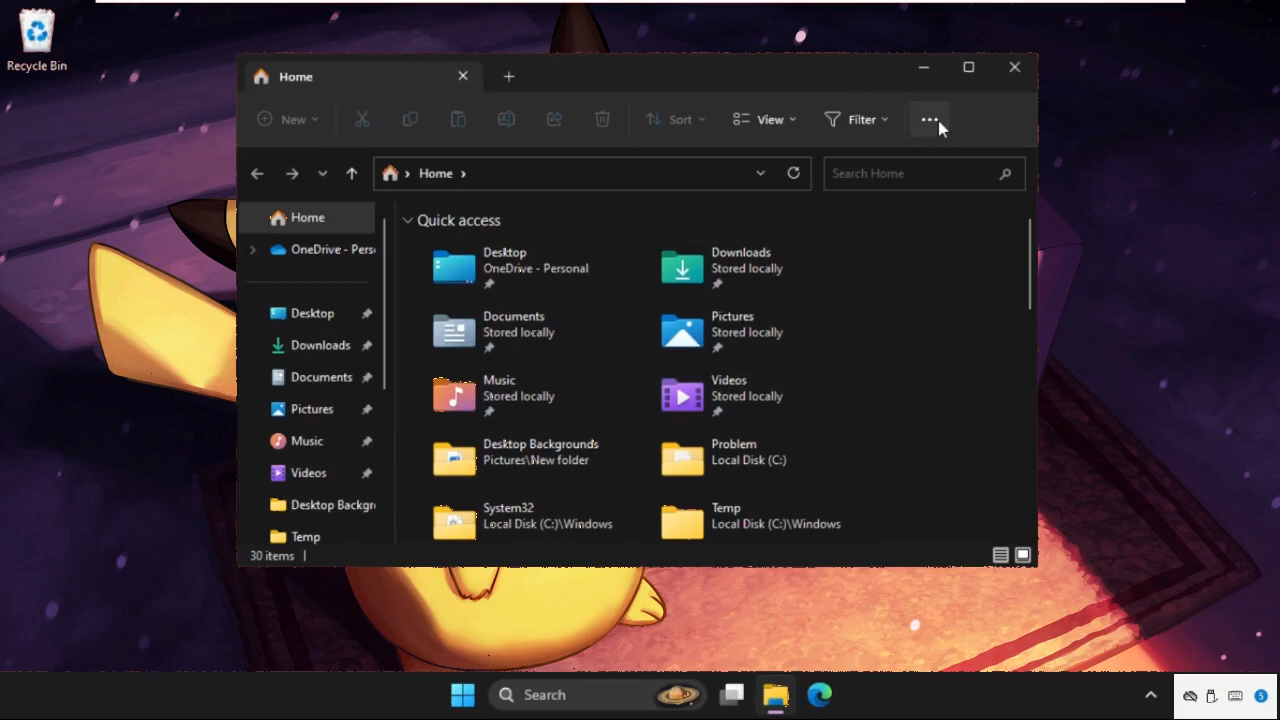 Recycle Bin
Home
New
Sort
View
Filter
Home
Search Home
Home
OneDrive - Pers
Desktop
Downloads
Documents
Pictures
Music
Videos
Desktop Backgr
Temp
Quick access
Desktop
OneDrive - Personal
Downloads
Stored locally
Documents
Stored locally
Pictures
Stored locally
Music
Stored locally
Videos
Stored locally
Desktop Backgrounds
Pictures\New folder
Problem
Local Disk (C:)
System32
Local Disk (C:)\Windows
Temp
Local Disk (C:)\Windows
30 items
Search
5